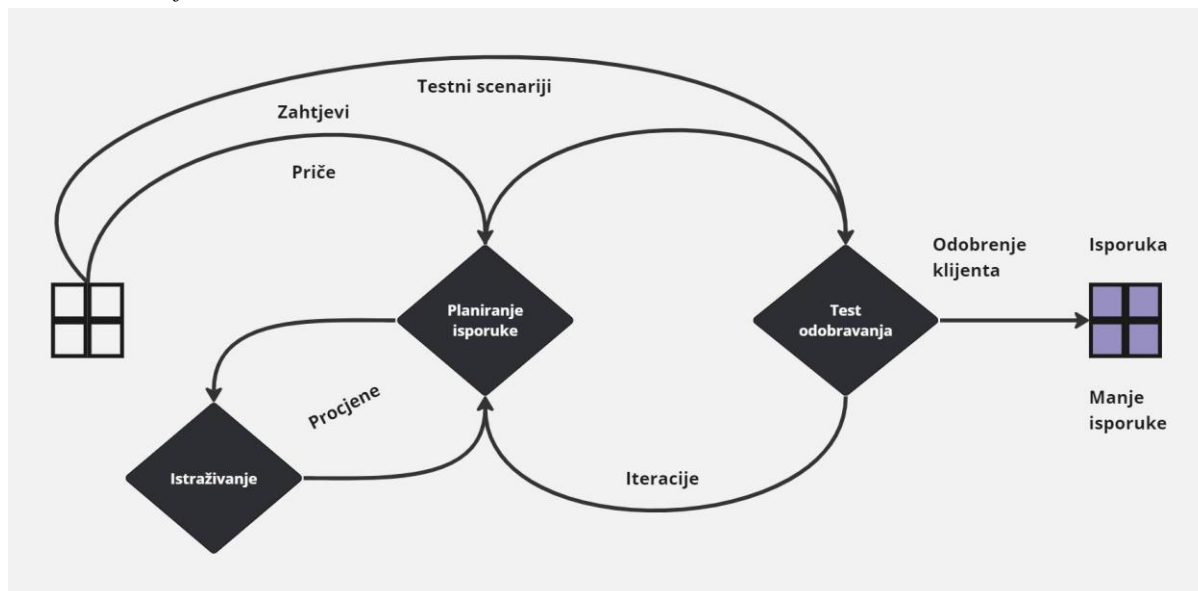 Testni scenariji
Zahtjevi
Priče
Planiranje
isporuke
Test
odobravanja
Odobrenje
klijenta
Isporuka
Manje
isporuke
Procjene
Istraživanje
Iteracije